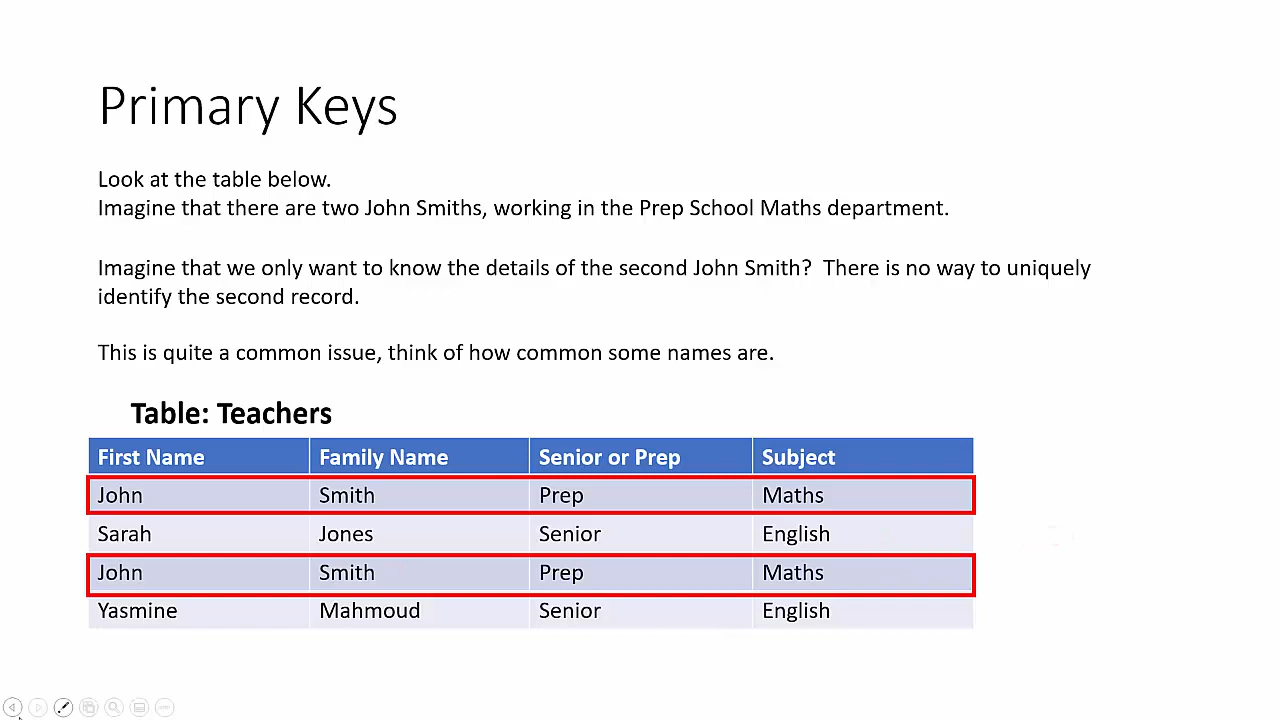 Primary Keys
Look at the table below.
Imagine that there are two John Smiths, working in the Prep School Maths department.
Imagine that we only want to know the details of the second John Smith?  There is no way to uniquely
identify the second record.
This is quite a common issue, think of how common some names are.
Table: Teachers
First Name Family Name Senior or Prep Subject
John Smith Prep Maths
Sarah Jones Senior English
John Smith Prep Maths
Yasmine Mahmoud Senior English